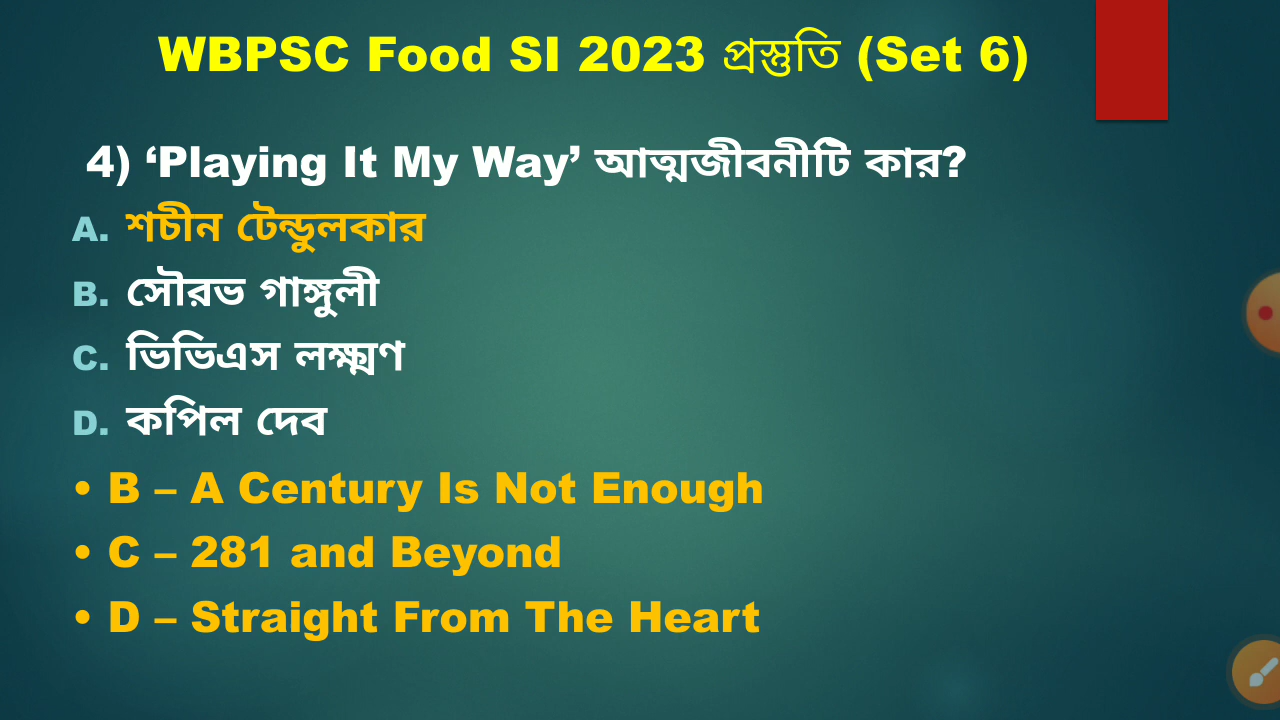 WBPSC Food SI 2023 প্রস্তুতি (Set 6)
4) ‘Playing It My Way’ আত্মজীবনীটি কার?
A. শচীন টেন্ডুলকার
B. সৌরভ গাঙ্গুলী
C. ভিভিএস লক্ষ্মণ
D. কপিল দেব
• B – A Century Is Not Enough
• C – 281 and Beyond
• D – Straight From The Heart